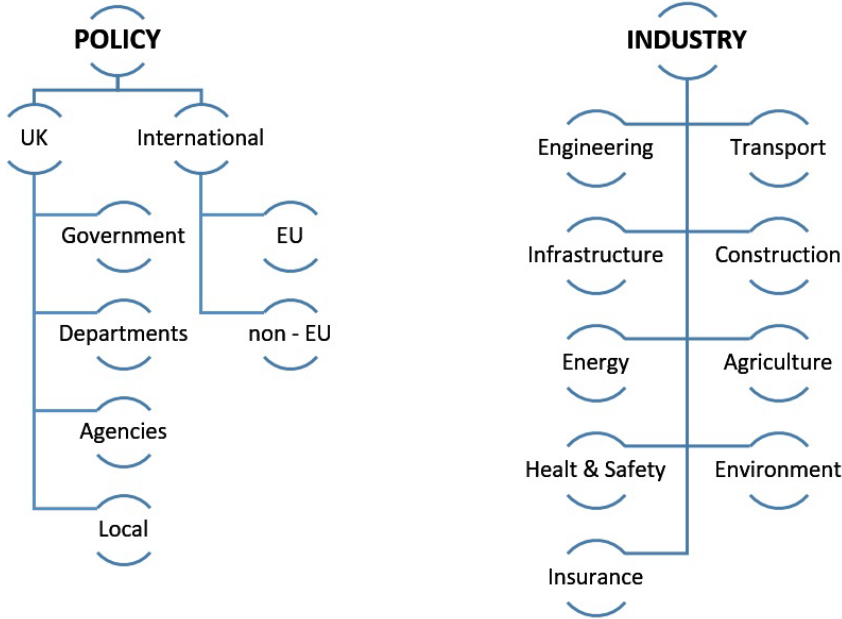 POLICY
UK
International
Government
EU
Departments
non - EU
Agencies
Local
INDUSTRY
Engineering
Transport
Infrastructure
Construction
Energy
Agriculture
Healt & Safety
Environment
Insurance